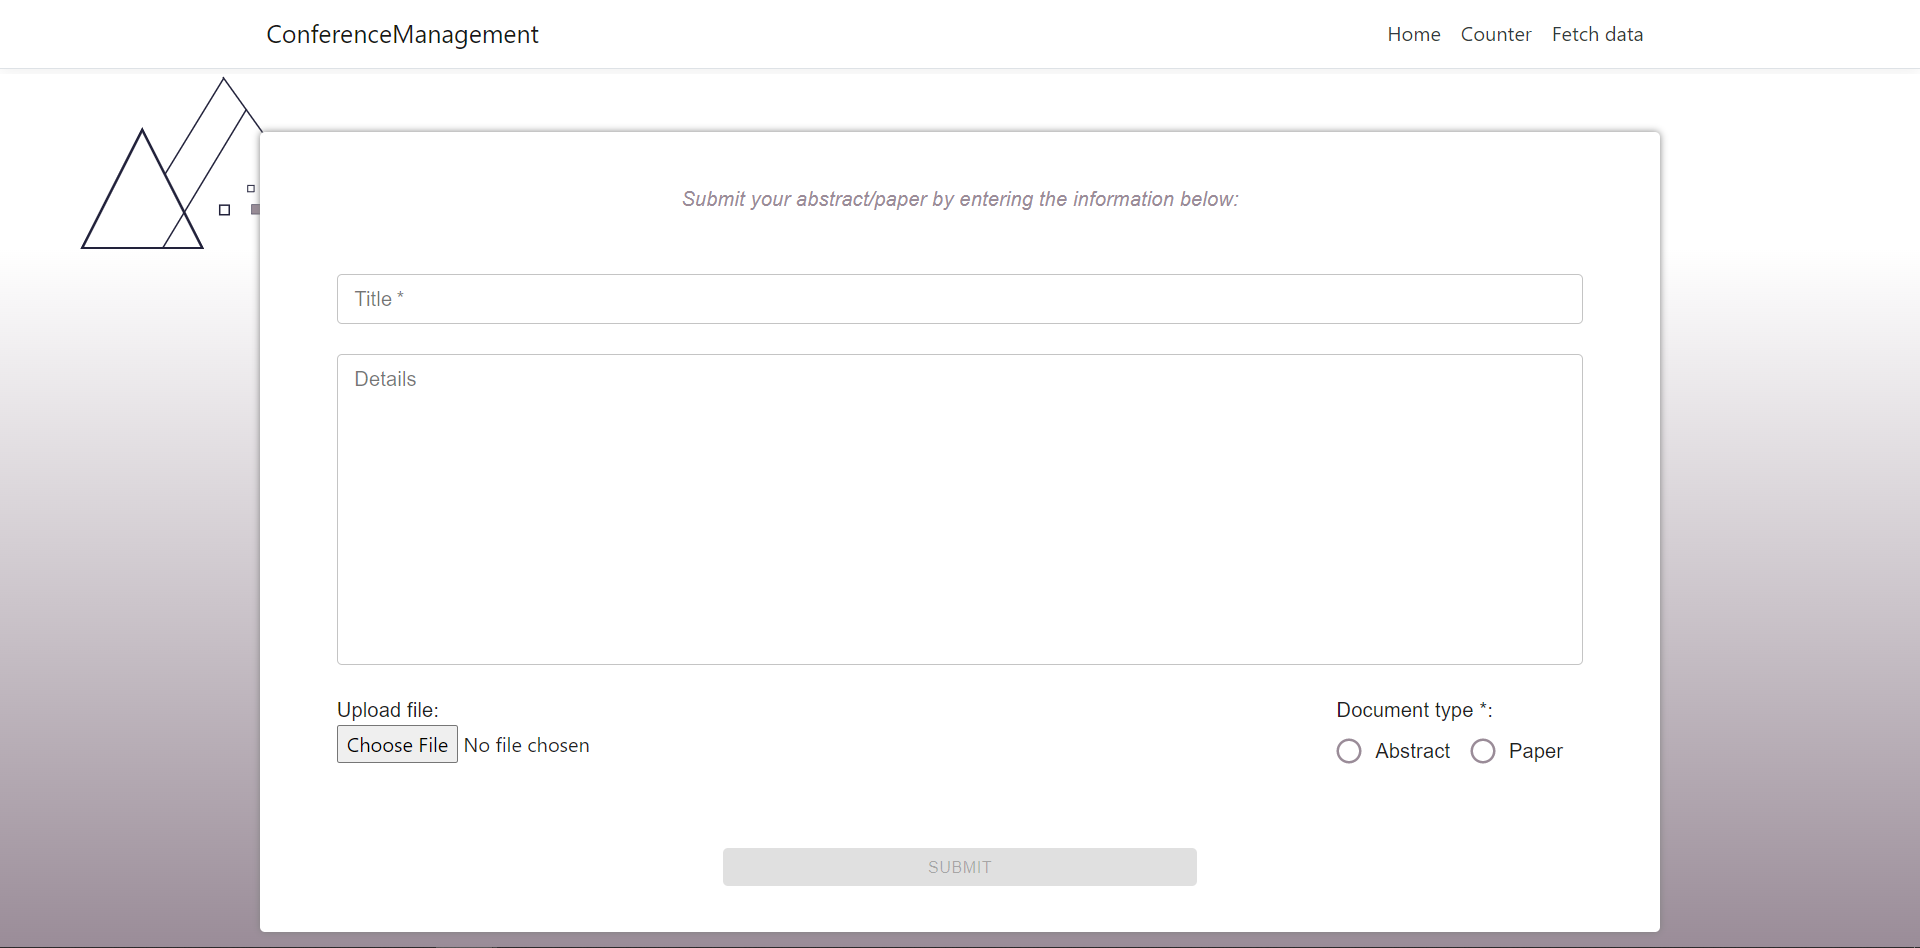 ConferenceManagement
Home Counter Fetch data
Submit your abstract/paper by entering the information below:
Title *
Details
Upload file:
Choose File No file chosen
Document type *:
Abstract Paper
SUBMIT